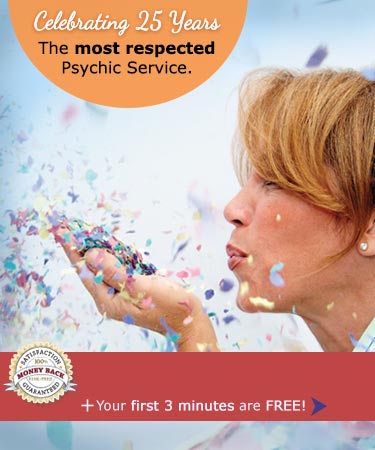 Celebrating 25 Years
The most respected
Psychic Service.
SATISFACTION
100%
MONEY BACK
GUARANTEED
+Your first 3 minutes are FREE!